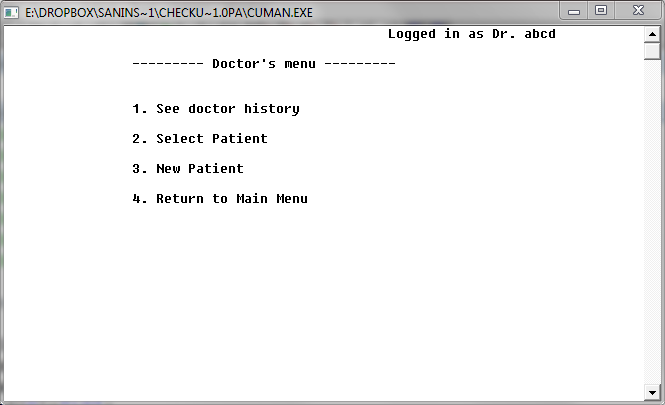 E:\DROPBOX\SANINS~1\CHECKU~1.0PA\CUMAN.EXE
Logged in as Dr. abcd
--------- Doctor's menu ---------
1. See doctor history
2. Select Patient
3. New Patient
4. Return to Main Menu